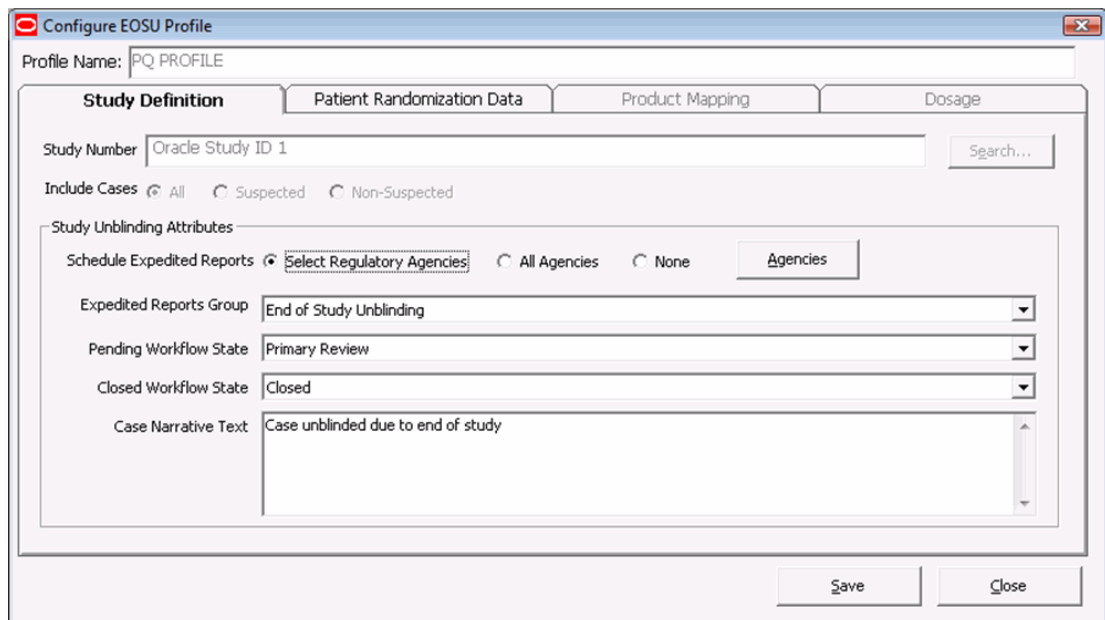 Configure EOSU Profile
Profile Name: PQ PROFILE
Study Definition Patient Randomization Data Product Mapping Dosage
Study Number Oracle Study ID 1 Search...
Include Cases All Suspected Non-Suspected
Study Unblinding Attributes
Schedule Expedited Reports Select Regulatory Agencies All Agencies None Agencies
Expedited Reports Group End of Study Unblinding
Pending Workflow State Primary Review
Closed Workflow State Closed
Case Narrative Text Case unblinded due to end of study
Save Close